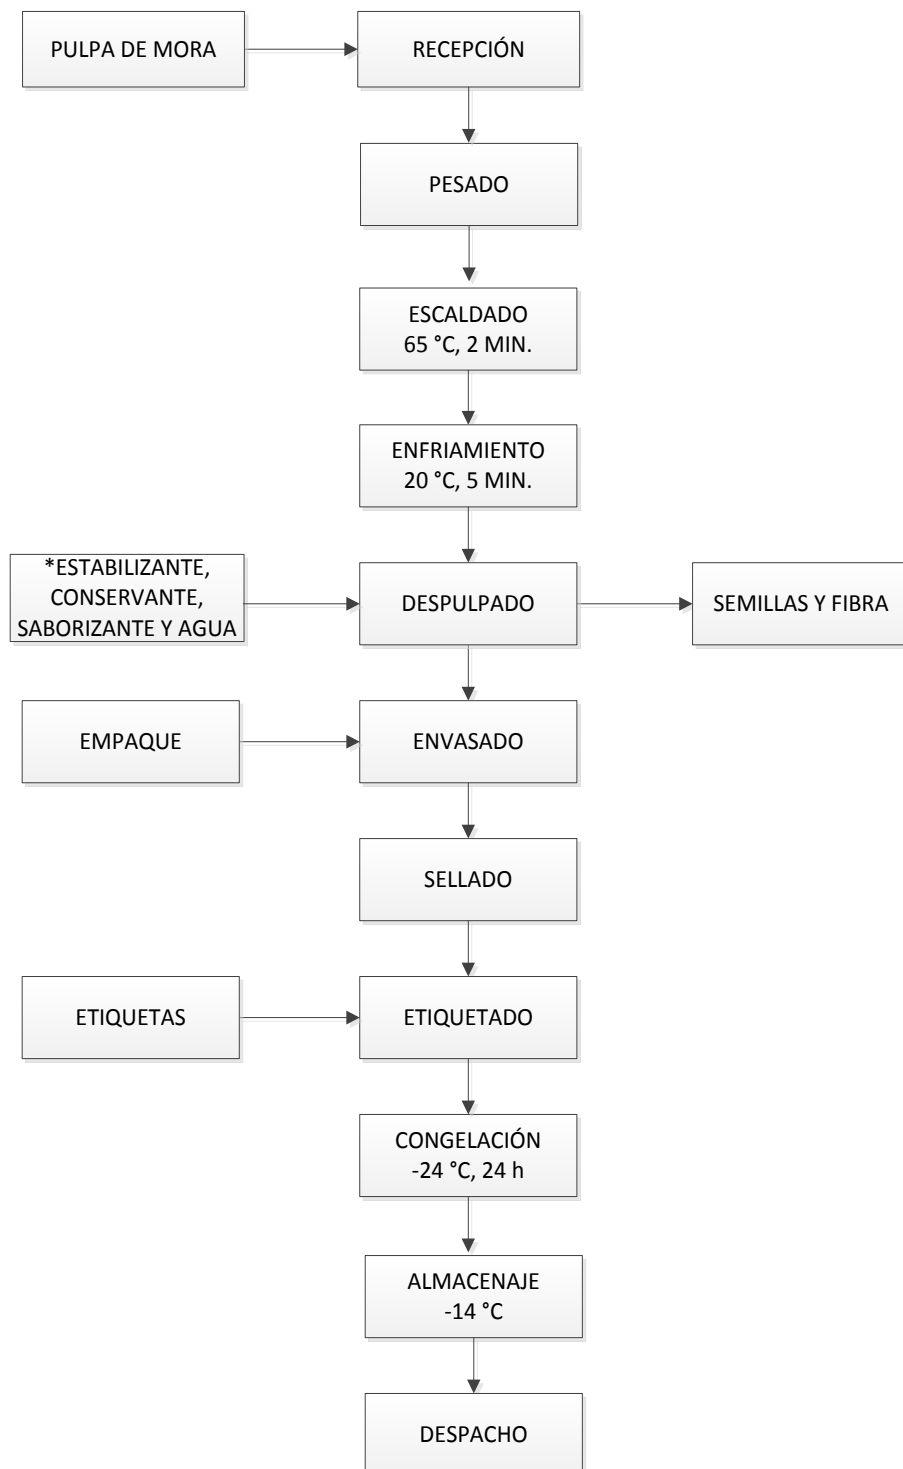 PULPA DE MORA
RECEPCIÓN
PESADO
ESCALDADO
65 °C, 2 MIN.
ENFRIAMIENTO
20 °C, 5 MIN.
*ESTABILIZANTE,
CONSERVANTE,
SABORIZANTE Y AGUA
DESPULPADO
SEMILLAS Y FIBRA
EMPAQUE
ENVASADO
SELLADO
ETIQUETAS
ETIQUETADO
CONGELACIÓN
-24 °C, 24 h
ALMACENAJE
-14 °C
DESPACHO